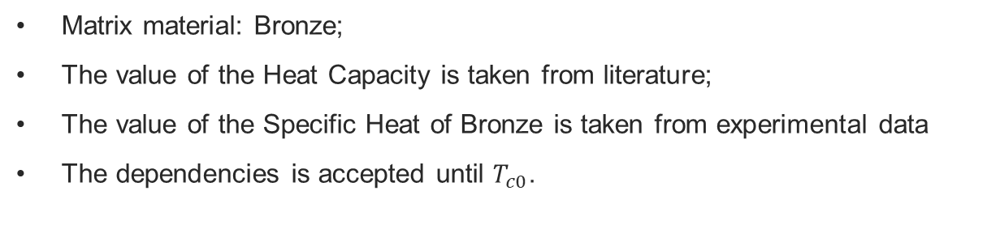 • Matrix material: Bronze;
• The value of the Heat Capacity is taken from literature;
• The value of the Specific Heat of Bronze is taken from experimental data
• The dependencies is accepted until T_{c0}.